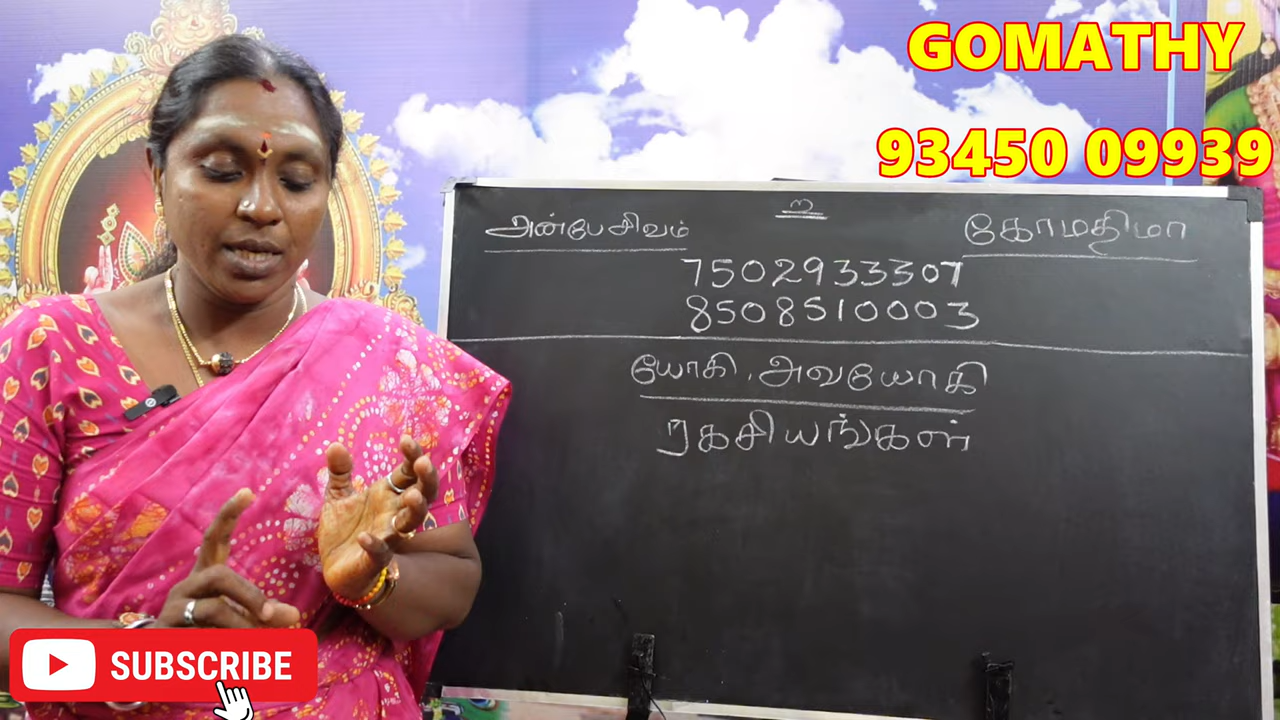 GOMATHY
93450 09939
உ
அன்பே சிவம் கோமதிமா
7502933307
8508510003
யோகி, அவயோகி
ரகசியங்கள்
SUBSCRIBE